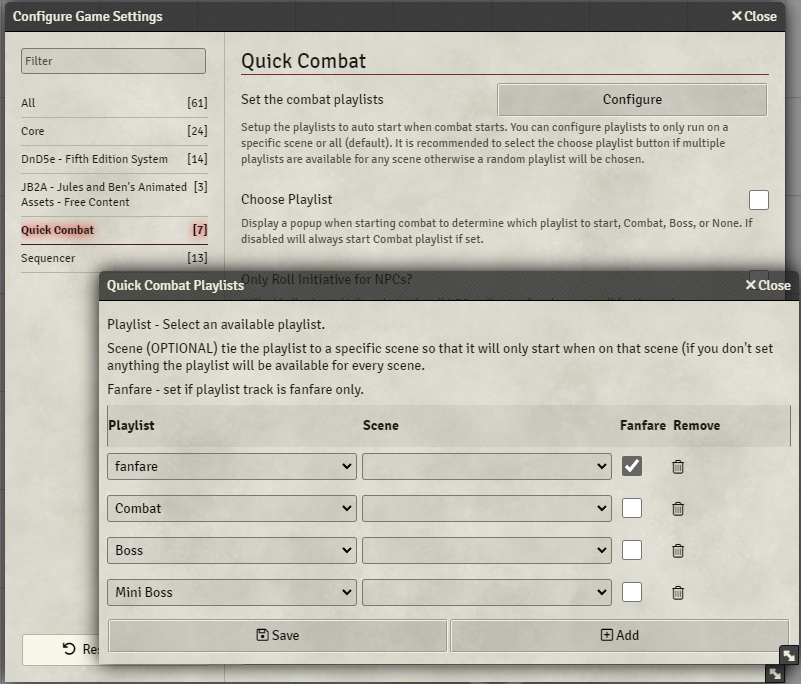 Configure Game Settings
Close
Filter
All [61]
Core [24]
DnD5e - Fifth Edition System [14]
JB2A - Jules and Ben's Animated [3]
Assets - Free Content
Quick Combat [7]
Sequencer [13]
Quick Combat
Set the combat playlists
Configure
Setup the playlists to auto start when combat starts. You can configure playlists to only run on a
specific scene or all (default). It is recommended to select the choose playlist button if multiple
playlists are available for any scene otherwise a random playlist will be chosen.
Choose Playlist
Display a popup when starting combat to determine which playlist to start, Combat, Boss, or None. If
disabled will always start Combat playlist if set.
Only Roll Initiative for NPCs?
Quick Combat Playlists
Close
Playlist - Select an available playlist.
Scene (OPTIONAL) tie the playlist to a specific scene so that it will only start when on that scene (if you don't set
anything the playlist will be available for every scene.
Fanfare - set if playlist track is fanfare only.
Playlist Scene Fanfare Remove
fanfare
Combat
Boss
Mini Boss
Save
Add
Res